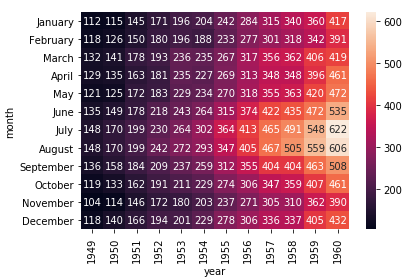 January 112 115 145 171 196 204 242 284 315 340 360 417
February 118 126 150 180 196 188 233 277 301 318 342 391
March 132 141 178 193 236 235 267 317 356 362 406 419
April 129 135 163 181 235 227 269 313 348 348 396 461
May 121 125 172 183 229 234 270 318 355 363 420 472
June 135 149 178 218 243 264 315 374 422 435 472 535
July 148 170 199 230 264 302 364 413 465 491 548 622
August 148 170 199 242 272 293 347 405 467 505 559 606
September 136 158 184 209 237 259 312 355 404 404 463 508
October 119 133 162 191 211 229 274 306 347 359 407 461
November 104 114 146 172 180 203 237 271 305 310 362 390
December 118 140 166 194 201 229 278 306 336 337 405 432
month
1949 1950 1951 1952 1953 1954 1955 1956 1957 1958 1959 1960
year
600
500
400
300
200